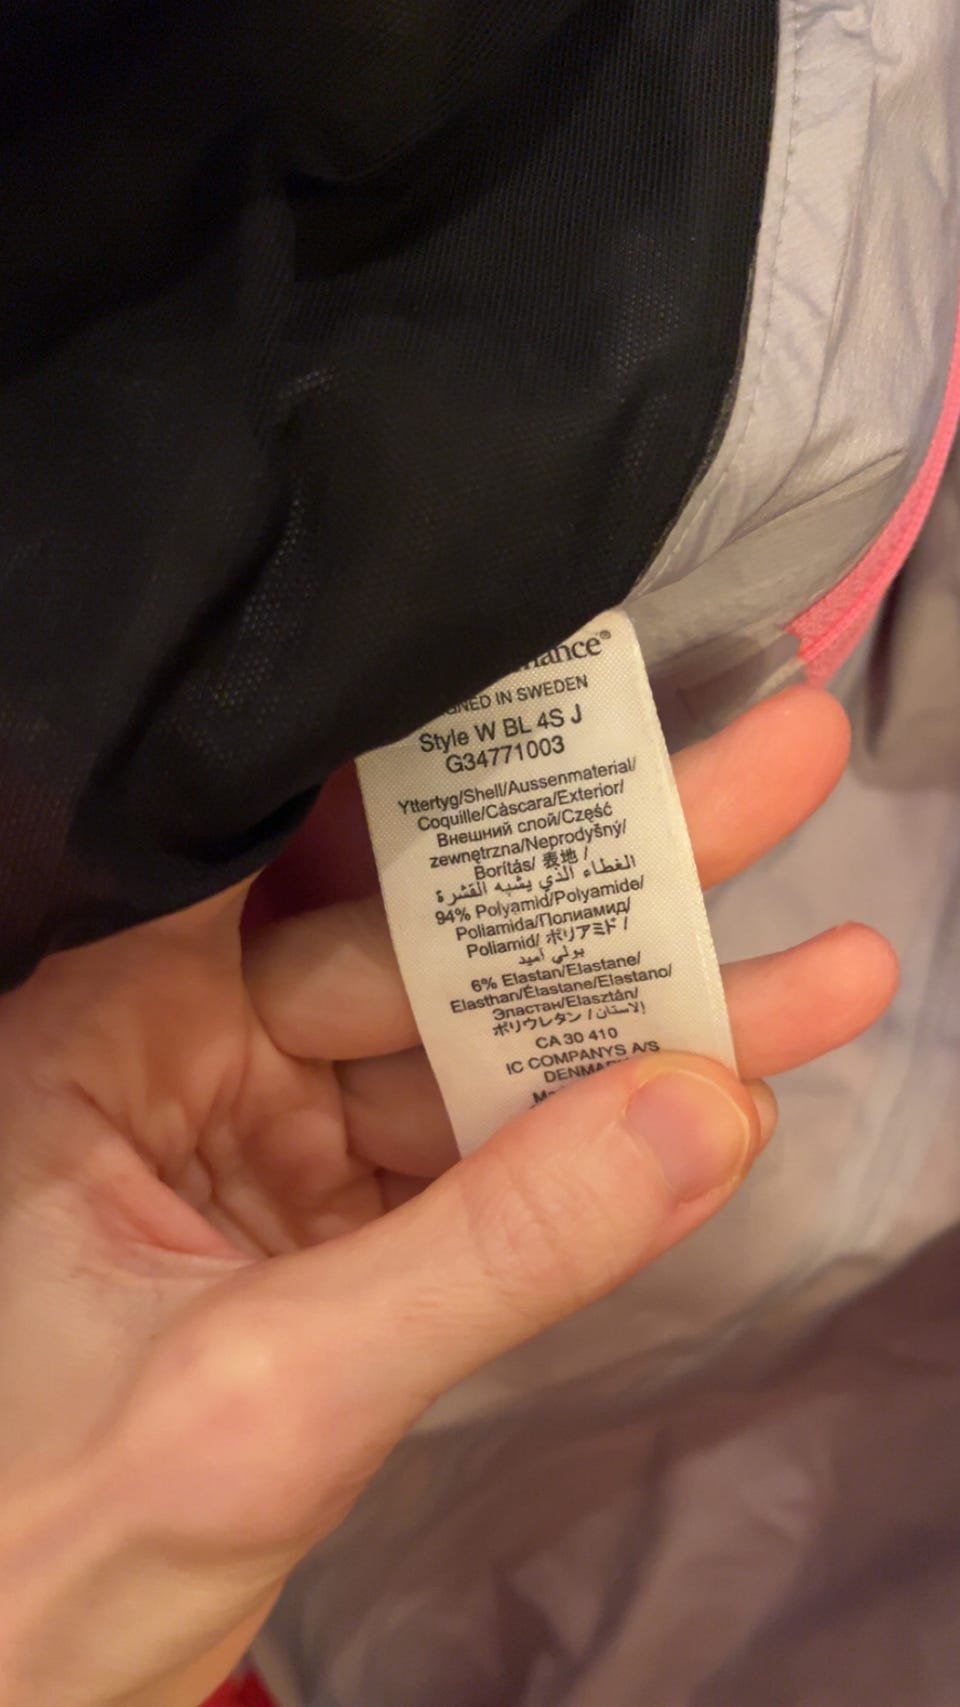 DESIGNED IN SWEDEN
Style W BL 4S J
G34771003
Yttertyg/Shell/Aussenmaterial/
Coquille/Càscara/Exterior/
Внешний слой/Część
zewnętrzna/Neprodyšný/
Borítás/ 表地 /
الغطاء الذي يشبه القشرة
94% Polyamid/Polyamide/
Poliamida/Полиамид/
Poliamid/ ポリアミド /
بولي أميد
6% Elastan/Elastane/
Elasthan/Élastane/Elastano/
Эластан/Elasztán/
ポリウレタン / الاستان/
CA 30 410
IC COMPANYS A/S